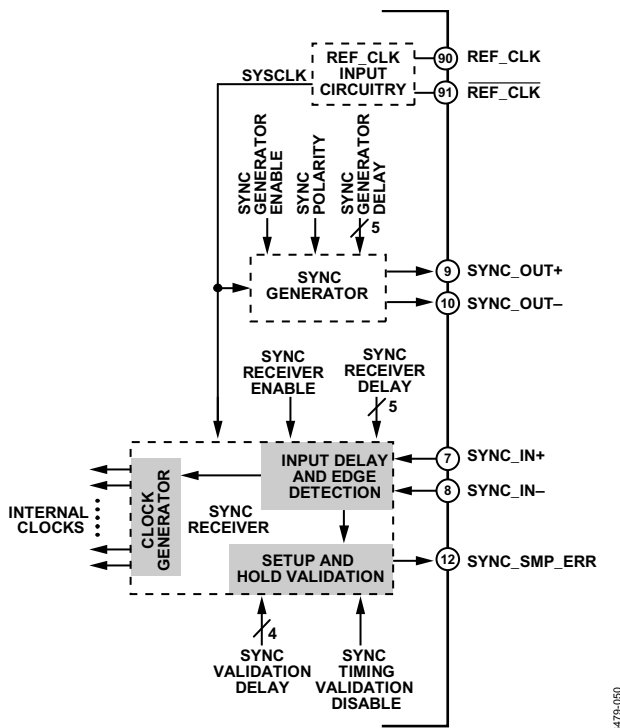 REF_CLK
INPUT
CIRCUITRY
90 REF_CLK
91 REF_CLK
SYSCLK
SYNC
GENERATOR
ENABLE
SYNC
POLARITY
SYNC
GENERATOR
DELAY
5
SYNC
GENERATOR
9 SYNC_OUT+
10 SYNC_OUT–
SYNC
RECEIVER
ENABLE
SYNC
RECEIVER
DELAY
5
INPUT DELAY
AND EDGE
DETECTION
7 SYNC_IN+
8 SYNC_IN–
INTERNAL
CLOCKS
CLOCK
GENERATOR
SYNC
RECEIVER
SETUP AND
HOLD VALIDATION
12 SYNC_SMP_ERR
4
SYNC
VALIDATION
DELAY
SYNC
TIMING
VALIDATION
DISABLE
479-050